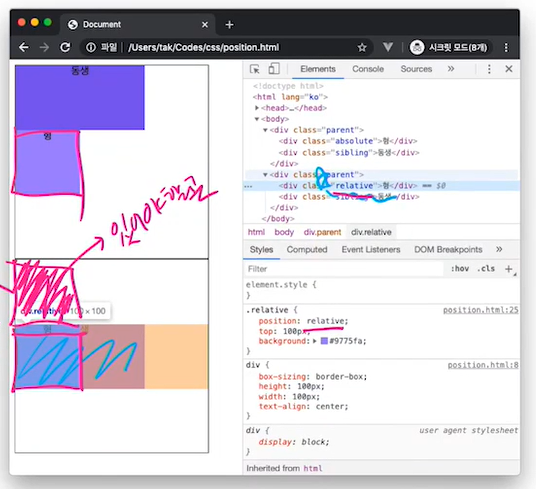 Document
파일 /Users/tak/Codes/css/position.html 시크릿 모드(8개)
동생
형
있어야할곳
100 × 100
형
Elements Console Sources »
<!doctype html>
<html lang="ko">
<head>…</head>
<body>
<div class="parent">
<div class="absolute">형</div>
<div class="sibling">동생</div>
</div>
<div class="parent">
<div class="relative">형</div> == $0
<div class="sibling">동생</div>
</div>
</body>
html body div.parent div.relative
Styles Computed Event Listeners DOM Breakpoints »
Filter :hov .cls +
element.style {
}
.relative { position.html:25
position: relative;
top: 100px;
background: #9775fa;
}
div { position.html:8
box-sizing: border-box;
height: 100px;
width: 100px;
text-align: center;
}
div { user agent stylesheet
display: block;
}
Inherited from html